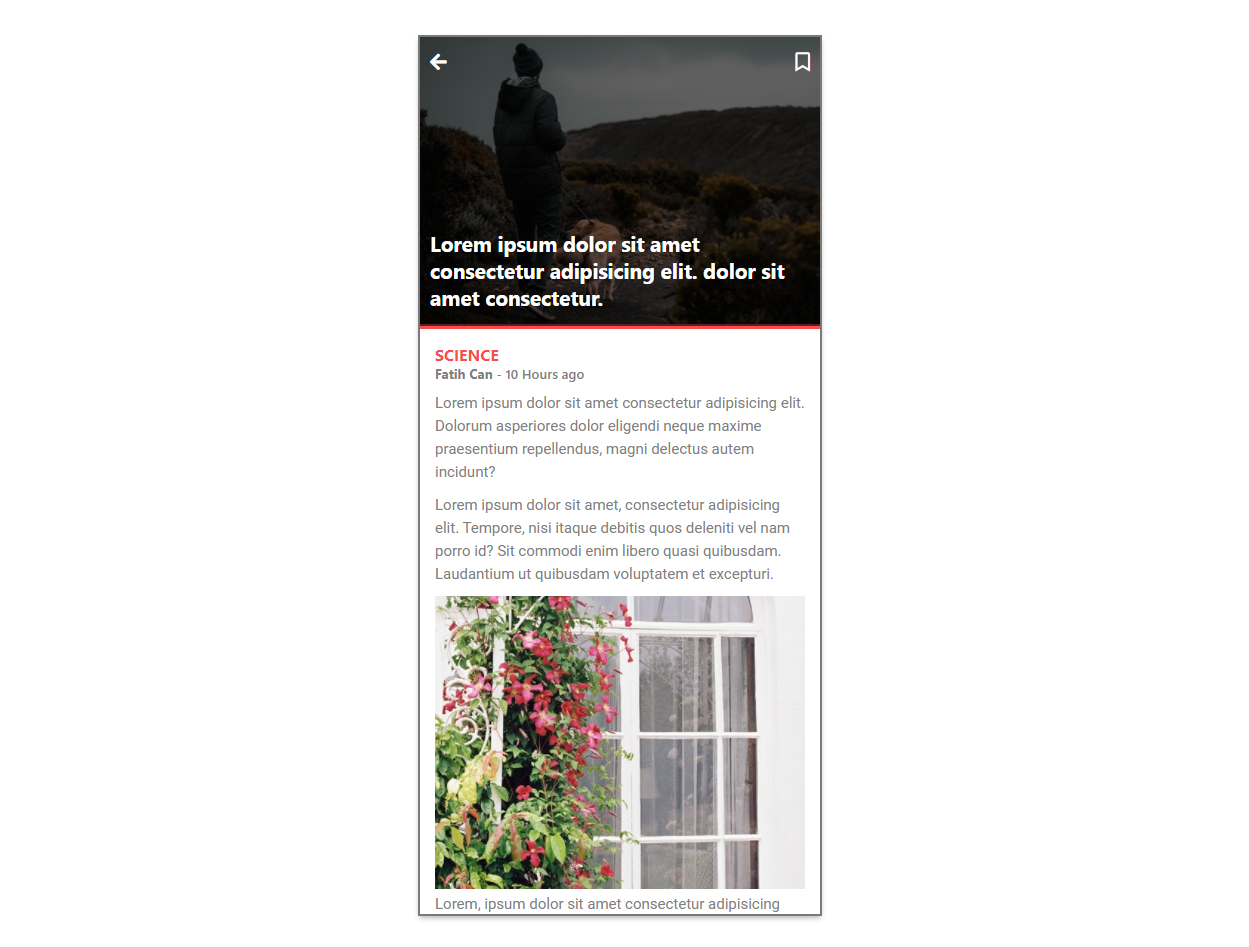 Lorem ipsum dolor sit amet
consectetur adipisicing elit. dolor sit
amet consectetur.
SCIENCE
Fatih Can - 10 Hours ago
Lorem ipsum dolor sit amet consectetur adipisicing elit.
Dolorum asperiores dolor eligendi neque maxime
praesentium repellendus, magni delectus autem
incidunt?
Lorem ipsum dolor sit amet, consectetur adipisicing
elit. Tempore, nisi itaque debitis quos deleniti vel nam
porro id? Sit commodi enim libero quasi quibusdam.
Laudantium ut quibusdam voluptatem et excepturi.
Lorem, ipsum dolor sit amet consectetur adipisicing